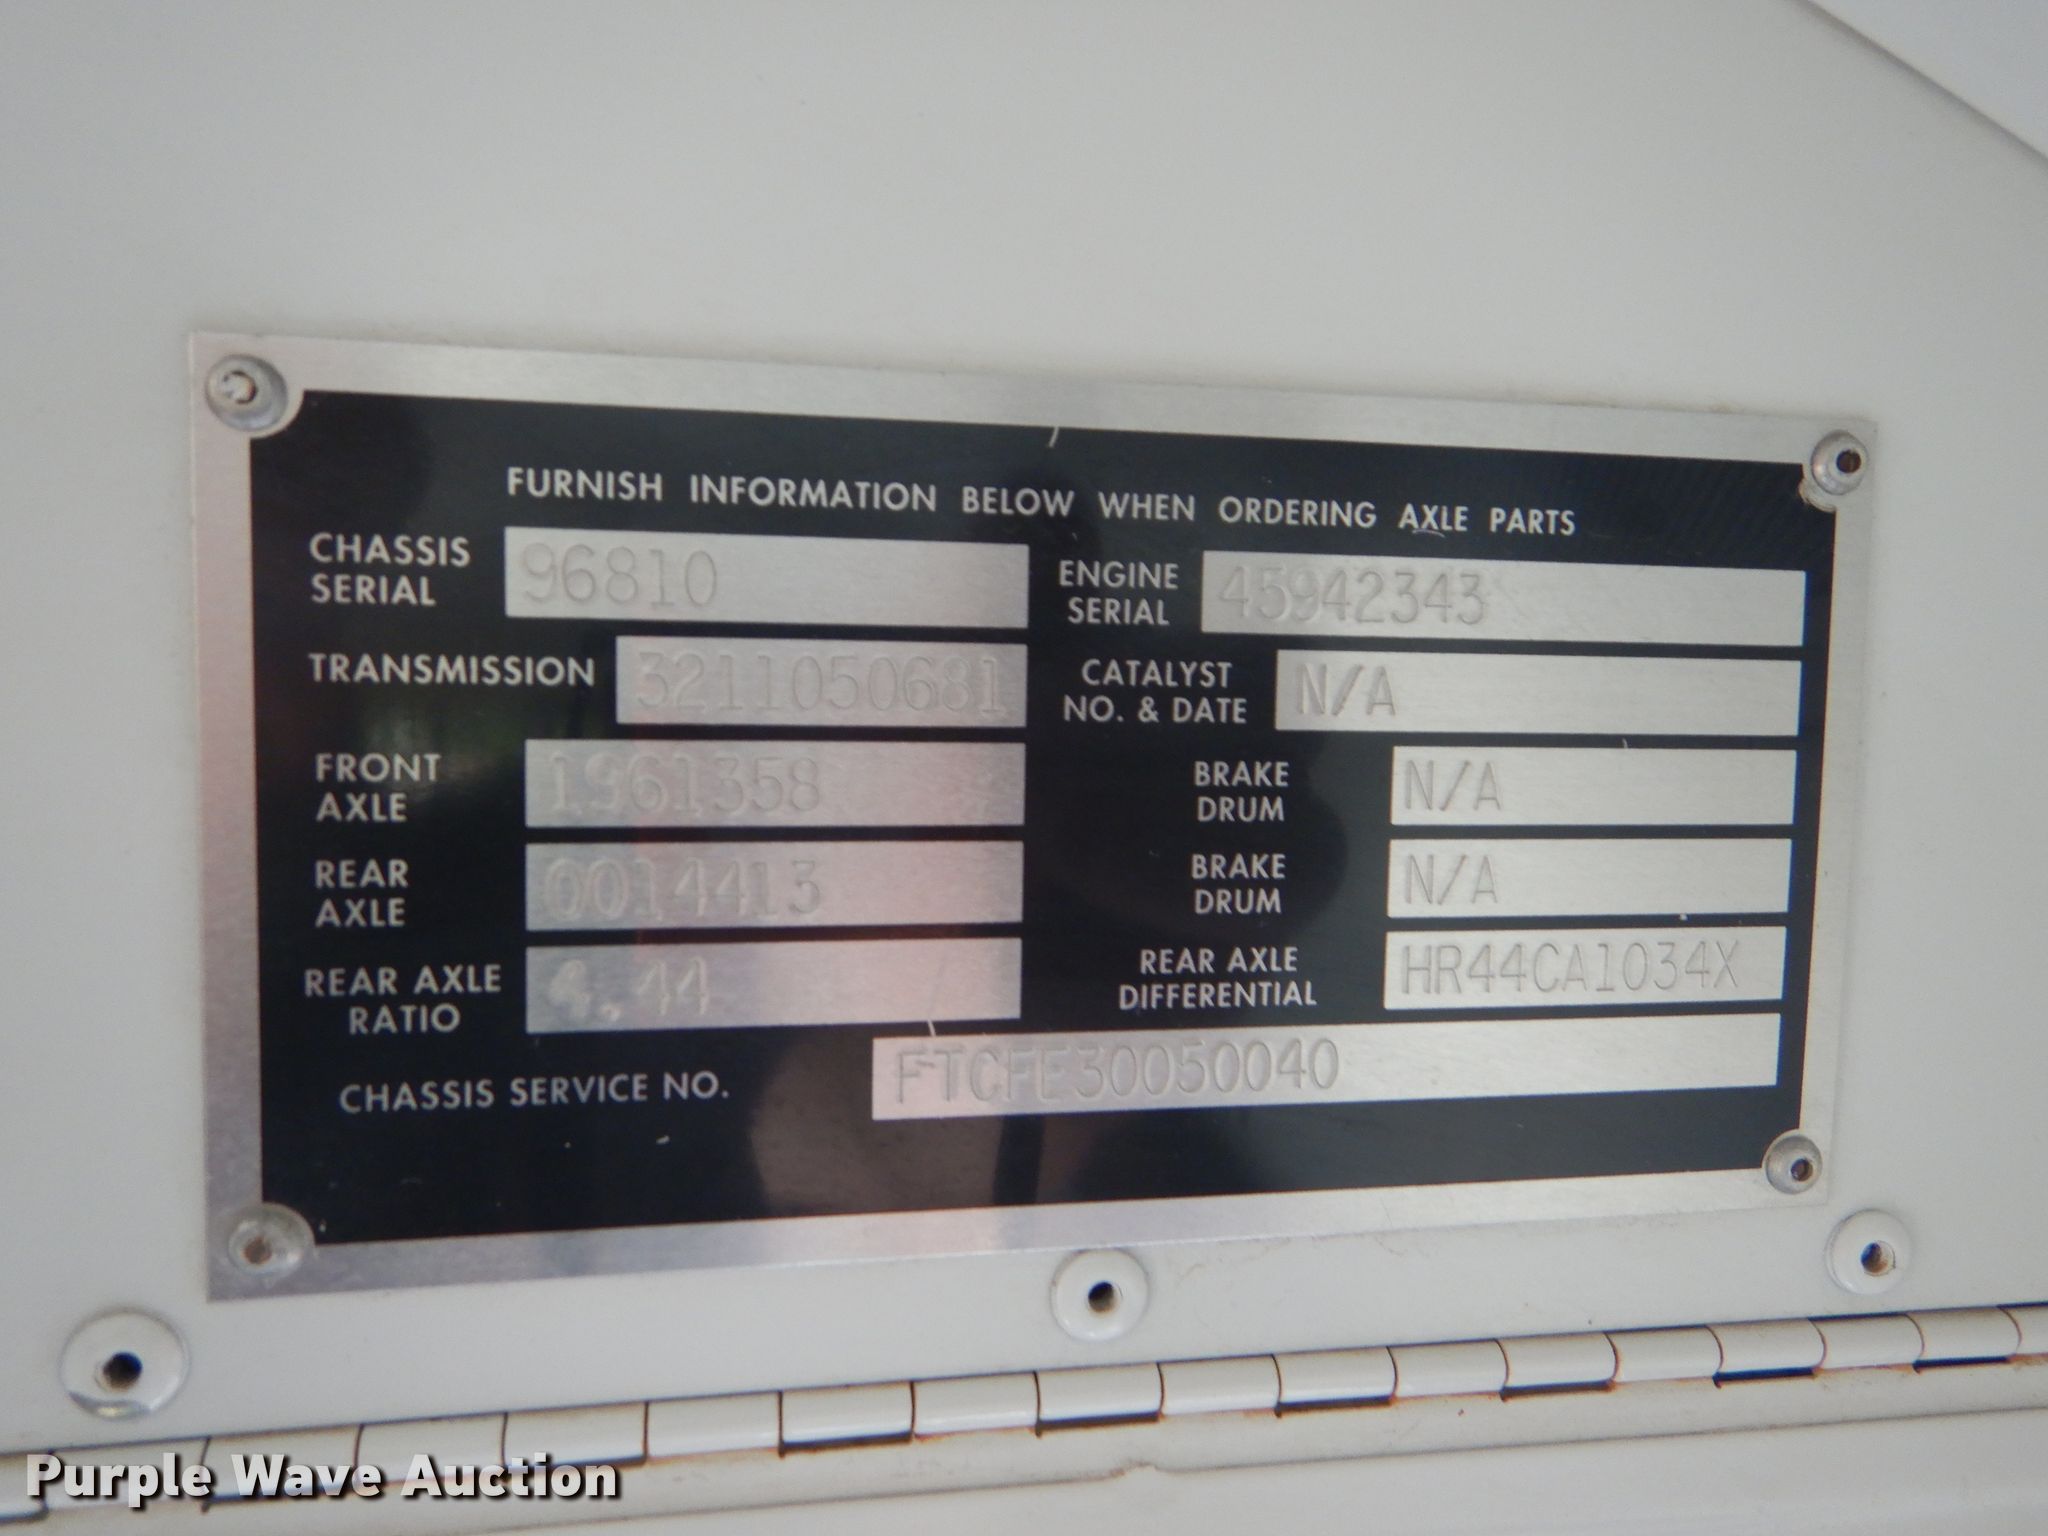 FURNISH INFORMATION BELOW WHEN ORDERING AXLE PARTS
CHASSIS SERIAL 96810
ENGINE SERIAL 45942343
TRANSMISSION 3211050681
CATALYST NO. & DATE N/A
FRONT AXLE 1961358
BRAKE DRUM N/A
REAR AXLE 0014413
BRAKE DRUM N/A
REAR AXLE RATIO 4.44
REAR AXLE DIFFERENTIAL HR44CA1034X
CHASSIS SERVICE NO. FTCFE30050040
Purple Wave Auction